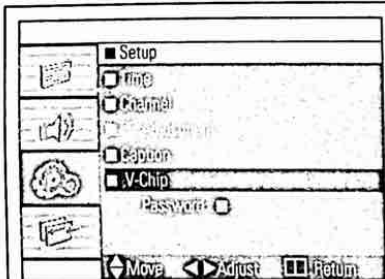 Setup
Time
Channel
Caption
V-Chip
Password:
Move Adjust Return